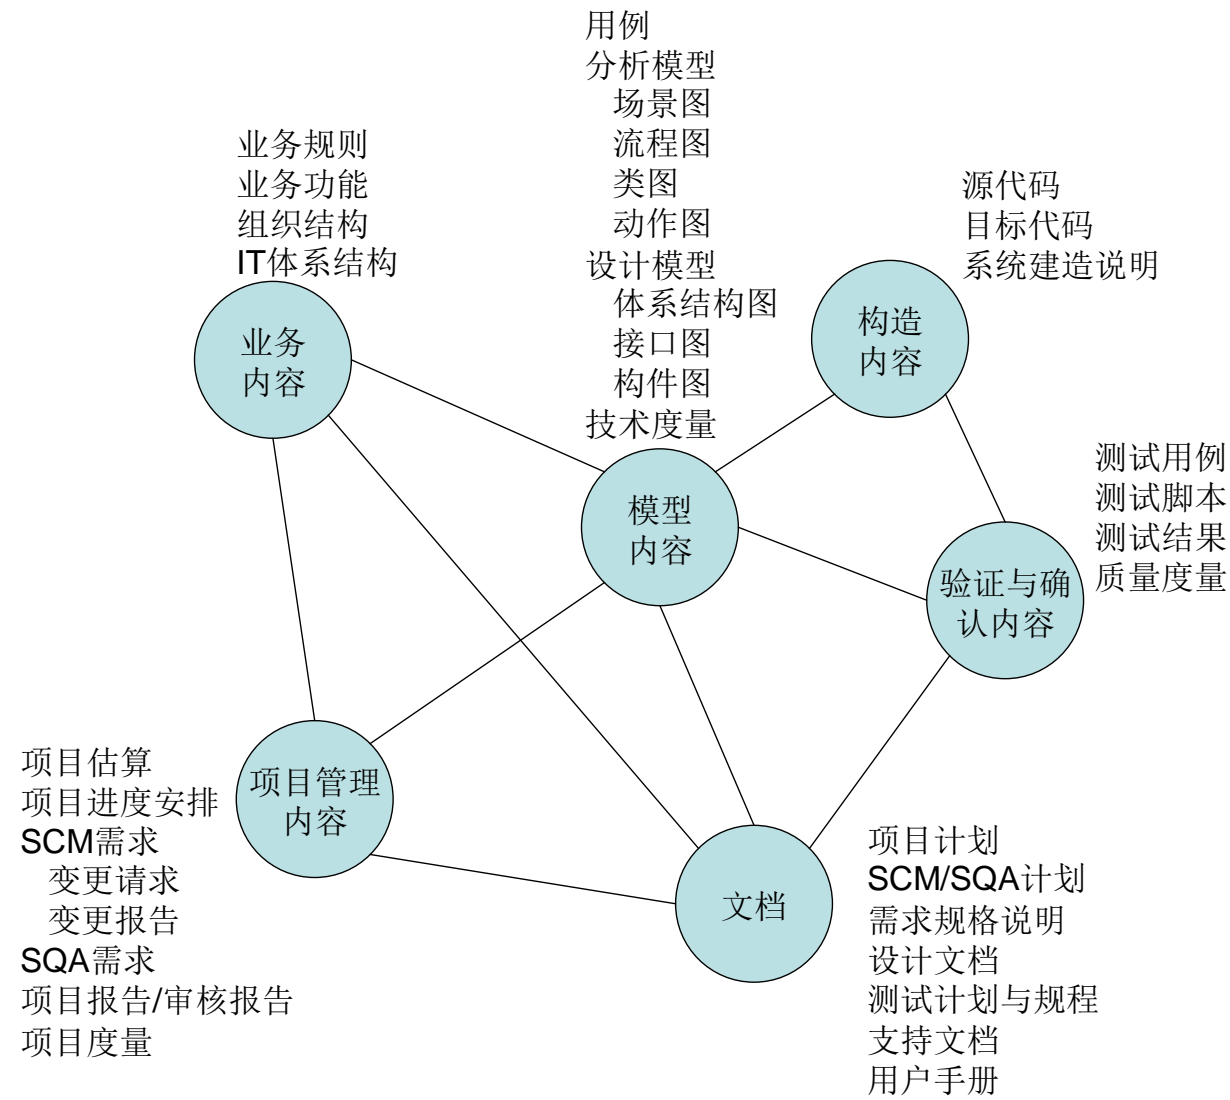 用例
分析模型
场景图
流程图
类图
动作图
设计模型
体系结构图
接口图
构件图
技术度量
业务规则
业务功能
组织结构
IT体系结构
源代码
目标代码
系统建造说明
业务
内容
构造
内容
模型
内容
测试用例
测试脚本
测试结果
质量度量
验证与确
认内容
项目估算
项目进度安排
SCM需求
变更请求
变更报告
SQA需求
项目报告/审核报告
项目度量
项目管理
内容
文档
项目计划
SCM/SQA计划
需求规格说明
设计文档
测试计划与规程
支持文档
用户手册